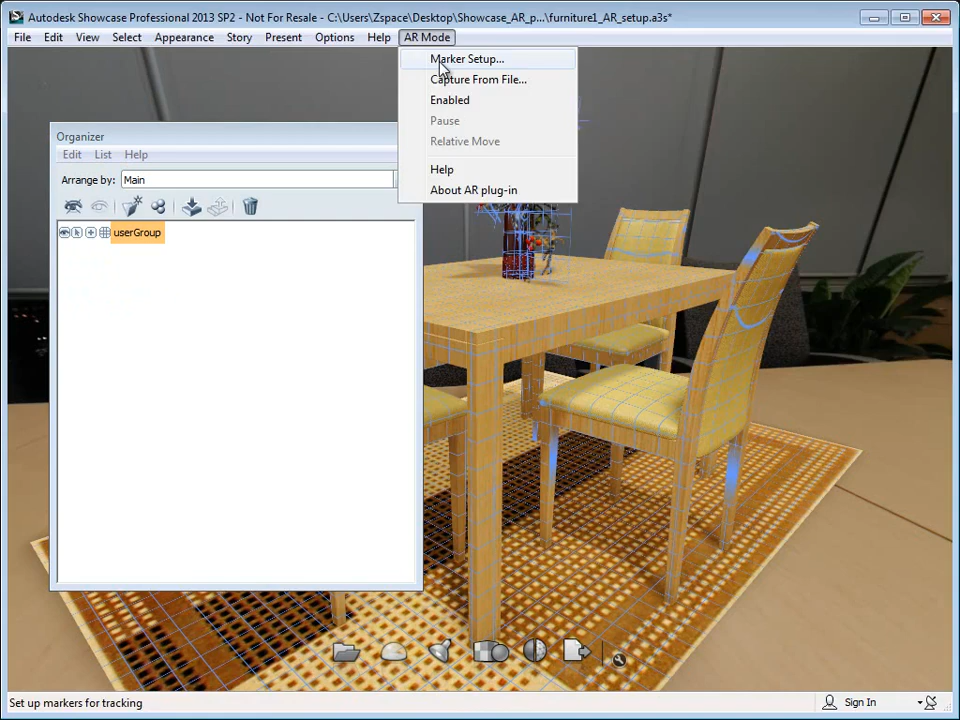 Autodesk Showcase Professional 2013 SP2 - Not For Resale - C:\Users\Zspace\Desktop\Showcase_AR_p...\furniture1_AR_setup.a3s*
File Edit View Select Appearance Story Present Options Help AR Mode
Marker Setup...
Capture From File...
Enabled
Pause
Relative Move
Help
About AR plug-in
Organizer
Edit List Help
Arrange by: Main
userGroup
Set up markers for tracking
Sign In